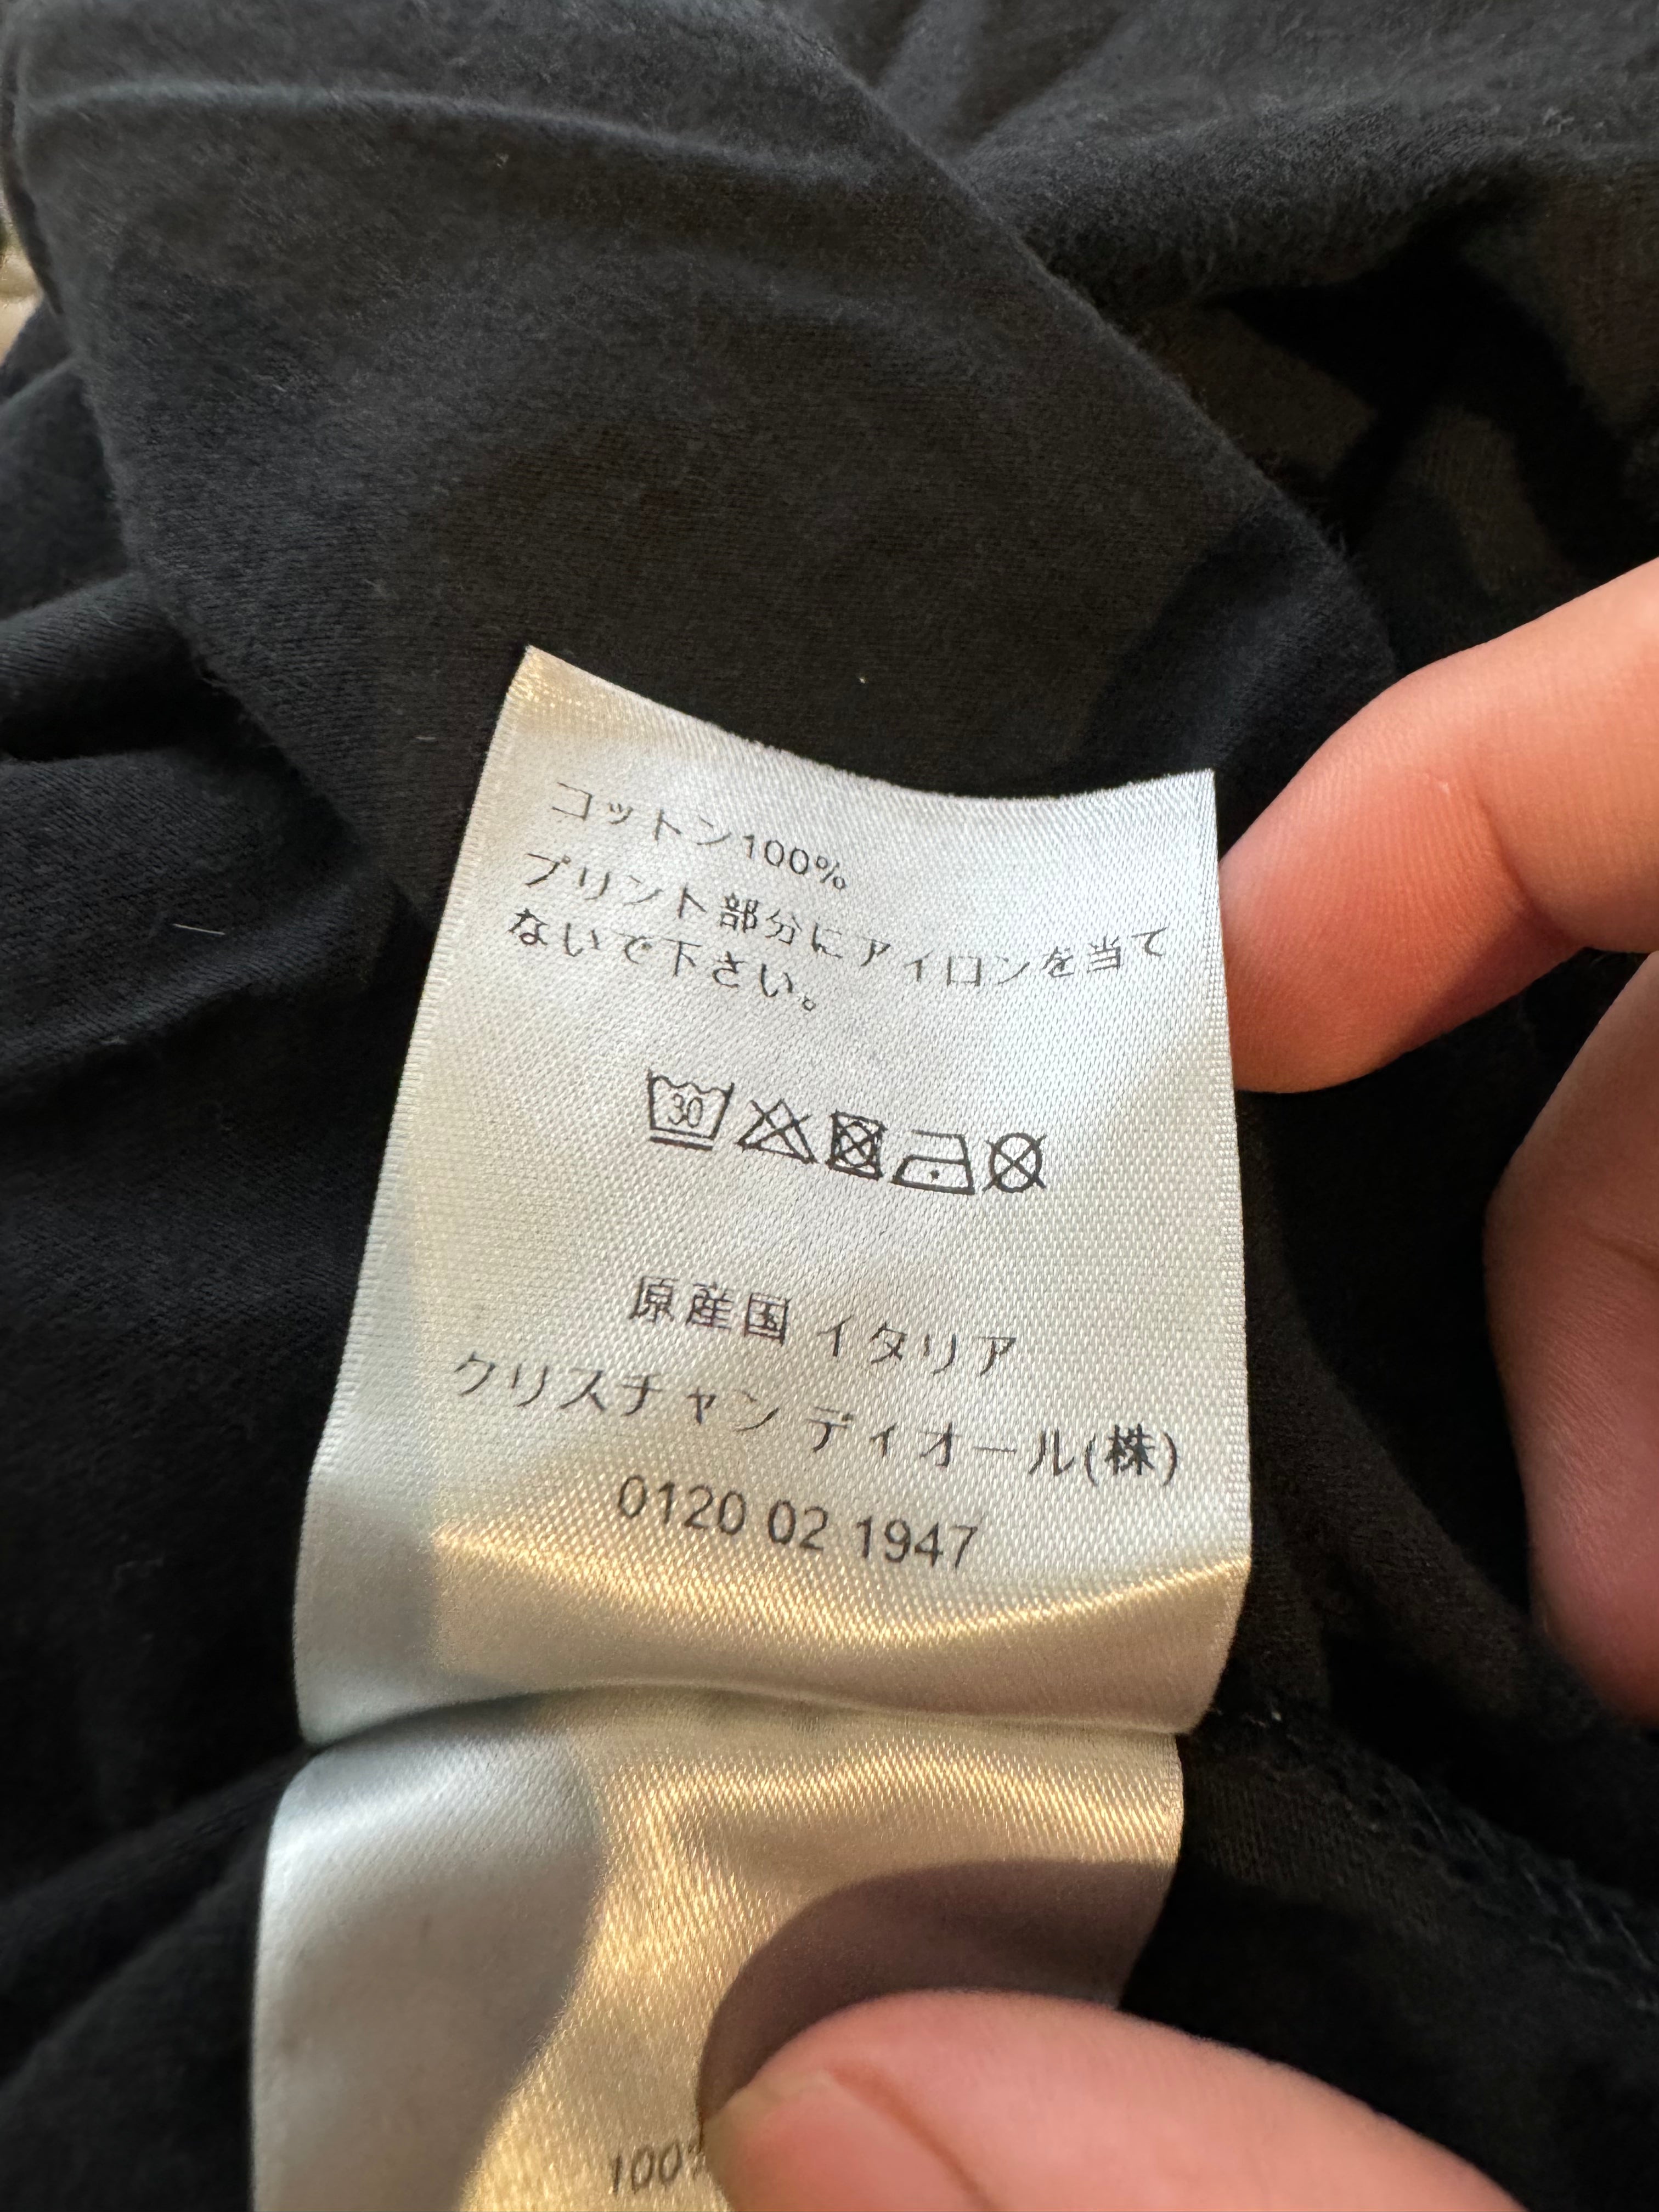 コットン100%
プリント部分にアイロンを当て
ないで下さい。
30
原産国 イタリア
クリスチャン ディオール(株)
0120 02 1947
100%